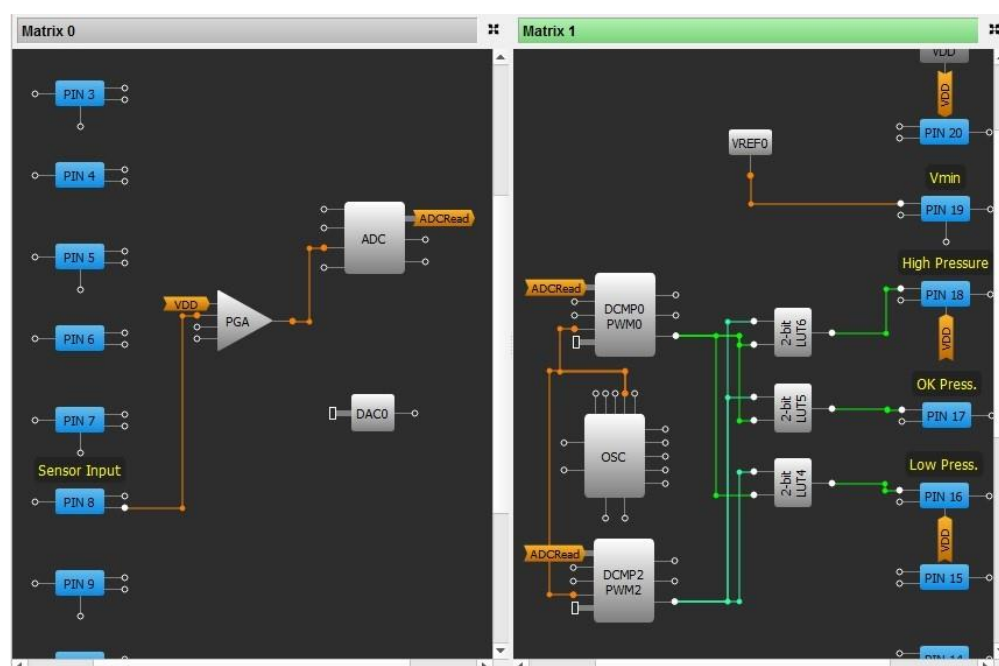 Matrix 0
PIN 3
PIN 4
PIN 5
PIN 6
PIN 7
Sensor Input
PIN 8
PIN 9
VDD
PGA
ADC
ADCRead
DAC0
Matrix 1
VDD
VDD
PIN 20
VREF0
Vmin
PIN 19
High Pressure
PIN 18
VDD
ADCRead
DCMP0
PWM0
2-bit
LUT6
OK Press.
PIN 17
2-bit
LUT5
OSC
Low Press.
PIN 16
2-bit
LUT4
VDD
ADCRead
DCMP2
PWM2
PIN 15
PIN 14